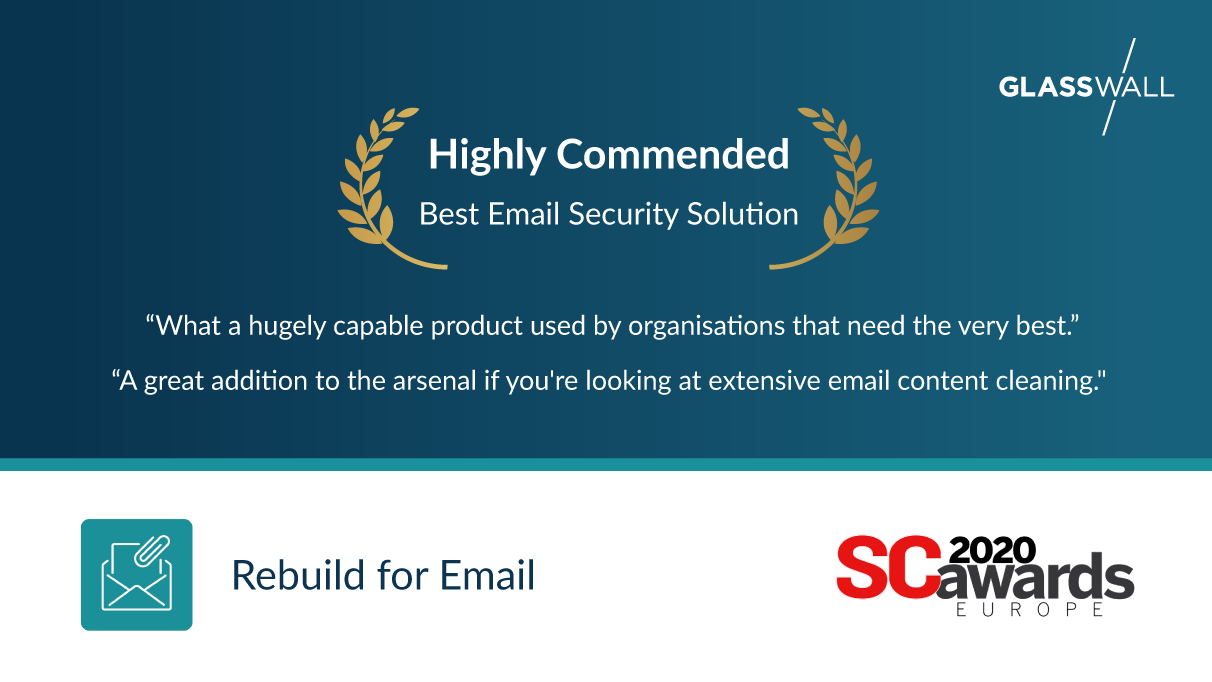 GLASSWALL
Highly Commended
Best Email Security Solution
“What a hugely capable product used by organisations that need the very best.”
“A great addition to the arsenal if you're looking at extensive email content cleaning."
Rebuild for Email
SC 2020
awards
EUROPE